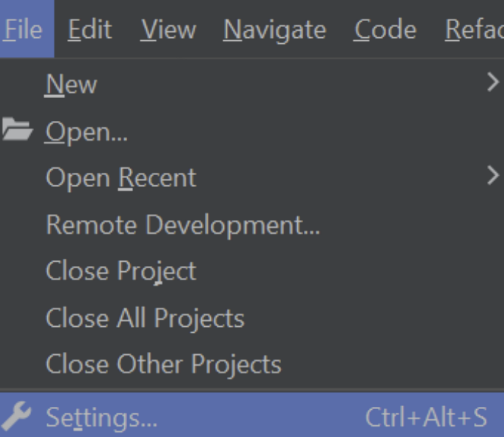 File Edit View Navigate Code Refac
New
Open...
Open Recent
Remote Development...
Close Project
Close All Projects
Close Other Projects
Settings... Ctrl+Alt+S